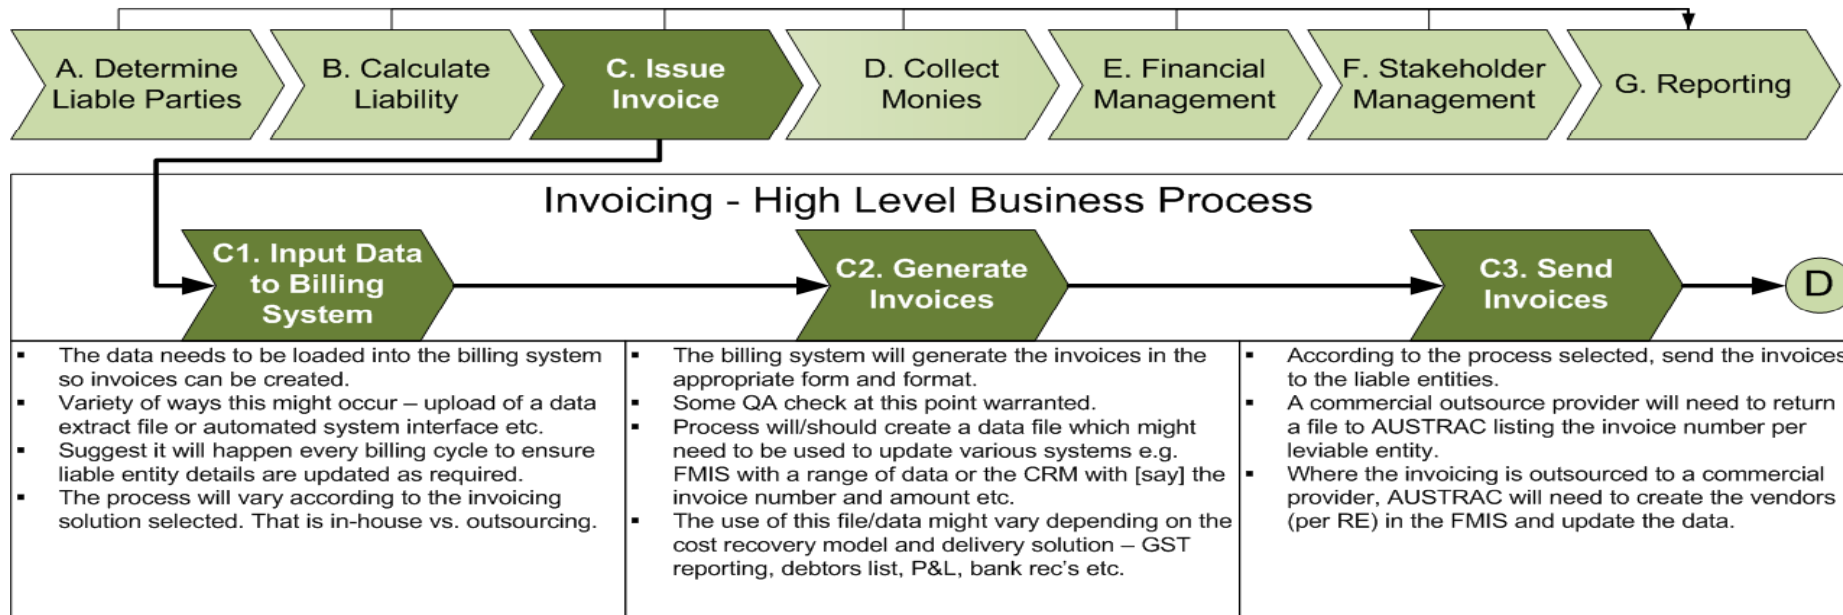 A. Determine
Liable Parties
B. Calculate
Liability
C. Issue
Invoice
D. Collect
Monies
E. Financial
Management
F. Stakeholder
Management
G. Reporting
Invoicing - High Level Business Process
C1. Input Data
to Billing
System
C2. Generate
Invoices
C3. Send
Invoices
D
▪ The data needs to be loaded into the billing system
so invoices can be created.
▪ Variety of ways this might occur – upload of a data
extract file or automated system interface etc.
▪ Suggest it will happen every billing cycle to ensure
liable entity details are updated as required.
▪ The process will vary according to the invoicing
solution selected. That is in-house vs. outsourcing.
▪ The billing system will generate the invoices in the
appropriate form and format.
▪ Some QA check at this point warranted.
▪ Process will/should create a data file which might
need to be used to update various systems e.g.
FMIS with a range of data or the CRM with [say] the
invoice number and amount etc.
▪ The use of this file/data might vary depending on the
cost recovery model and delivery solution – GST
reporting, debtors list, P&L, bank rec's etc.
▪ According to the process selected, send the invoices
to the liable entities.
▪ A commercial outsource provider will need to return
a file to AUSTRAC listing the invoice number per
leviable entity.
▪ Where the invoicing is outsourced to a commercial
provider, AUSTRAC will need to create the vendors
(per RE) in the FMIS and update the data.